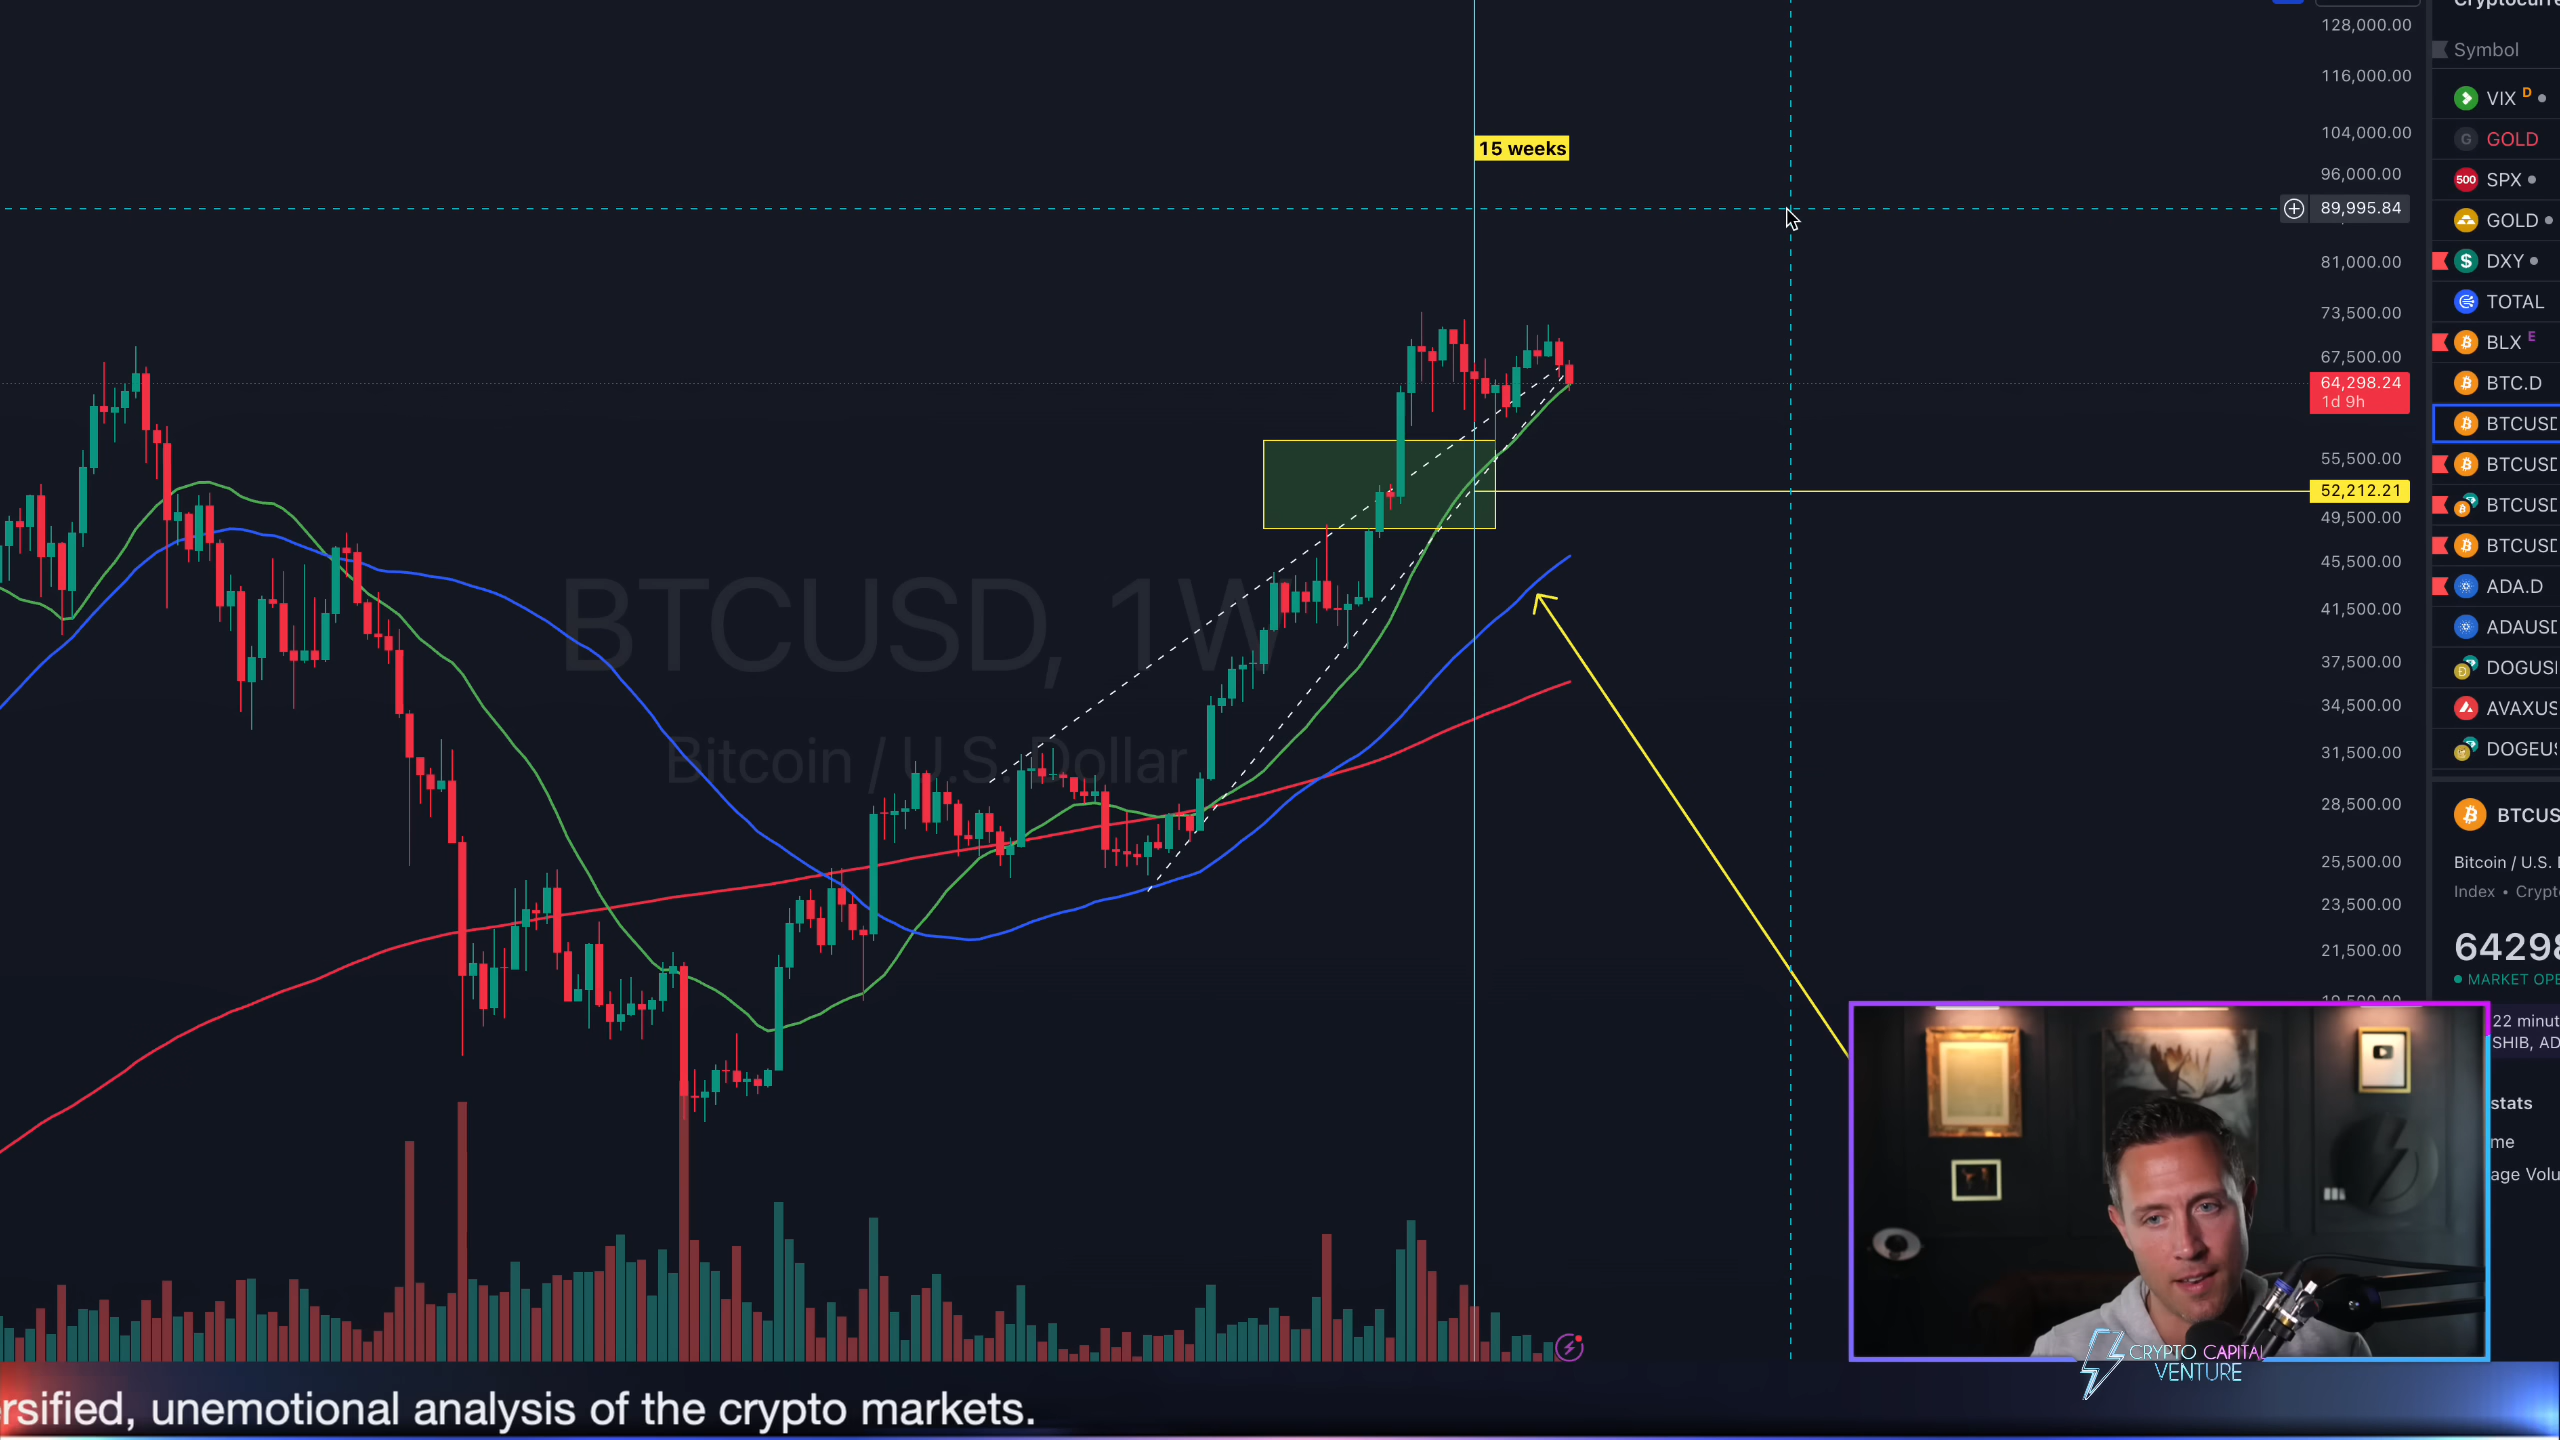 128,000.00
116,000.00
104,000.00
96,000.00
89,995.84
81,000.00
73,500.00
67,500.00
64,298.24
1d 9h
55,500.00
52,212.21
49,500.00
45,500.00
41,500.00
37,500.00
34,500.00
31,500.00
28,500.00
25,500.00
23,500.00
21,500.00
15 weeks
BTCUSD, 1W
Bitcoin / U.S. Dollar
Symbol
VIX D
G GOLD
500 SPX
GOLD
DXY
TOTAL
BLX E
BTC.D
BTCUSD
BTCUSD
BTCUSD
BTCUSD
ADA.D
ADAUSD
DOGUSD
AVAXUS
DOGEUS
BTCUS
Bitcoin / U.S.
Index • Crypt
64298
MARKET OPE
22 minut
SHIB, AD
stats
me
age Volu
CRYPTO CAPITAL
VENTURE
rsified, unemotional analysis of the crypto markets.